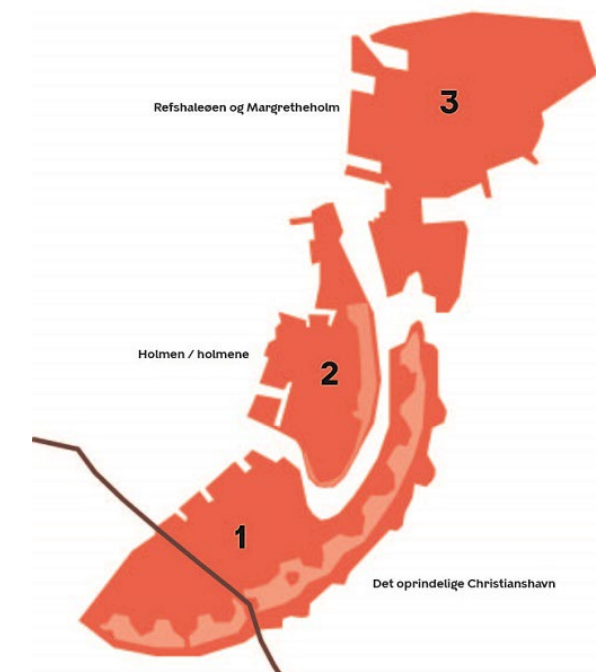 Refshaleøen og Margretheholm
3
Holmen / holmene
2
1
Det oprindelige Christianshavn